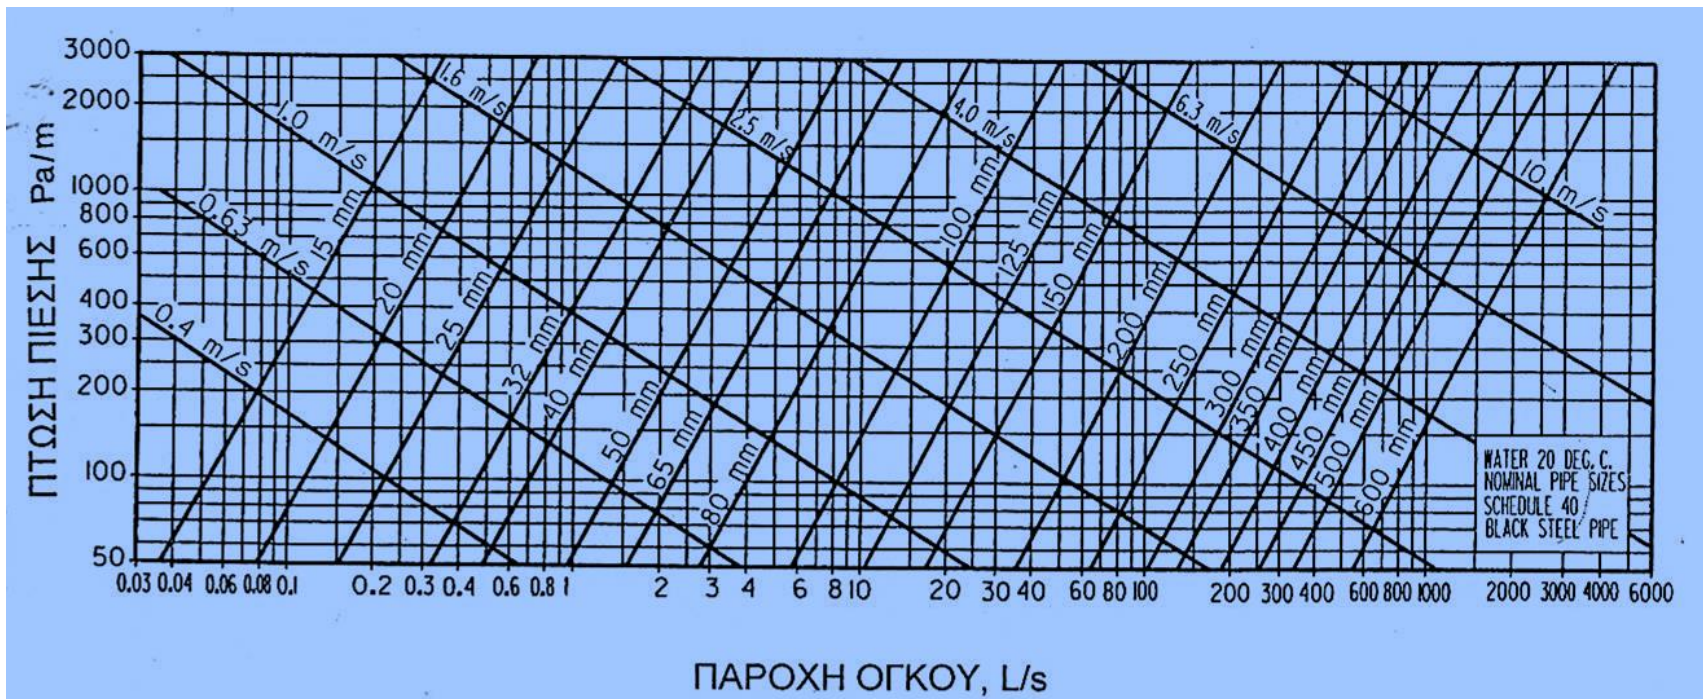 ΠΤΩΣΗ ΠΙΕΣΗΣ Pa/m
3000
2000
1000
800
600
400
300
200
100
50
1.0 m/s
1.6 m/s
2.5 m/s
4.0 m/s
6.3 m/s
10 m/s
0.63 m/s
0.4 m/s
15 mm
20 mm
25 mm
32 mm
40 mm
50 mm
65 mm
80 mm
100 mm
125 mm
150 mm
200 mm
250 mm
300 mm
350 mm
400 mm
450 mm
500 mm
600 mm
WATER 20 DEG. C.
NOMINAL PIPE SIZES
SCHEDULE 40
BLACK STEEL PIPE
0.03 0.04 0.06 0.08 0.1 0.2 0.3 0.4 0.6 0.8 1 2 3 4 6 8 10 20 30 40 60 80 100 200 300 400 600 800 1000 2000 3000 4000 6000
ΠΑΡΟΧΗ ΟΓΚΟΥ, L/s